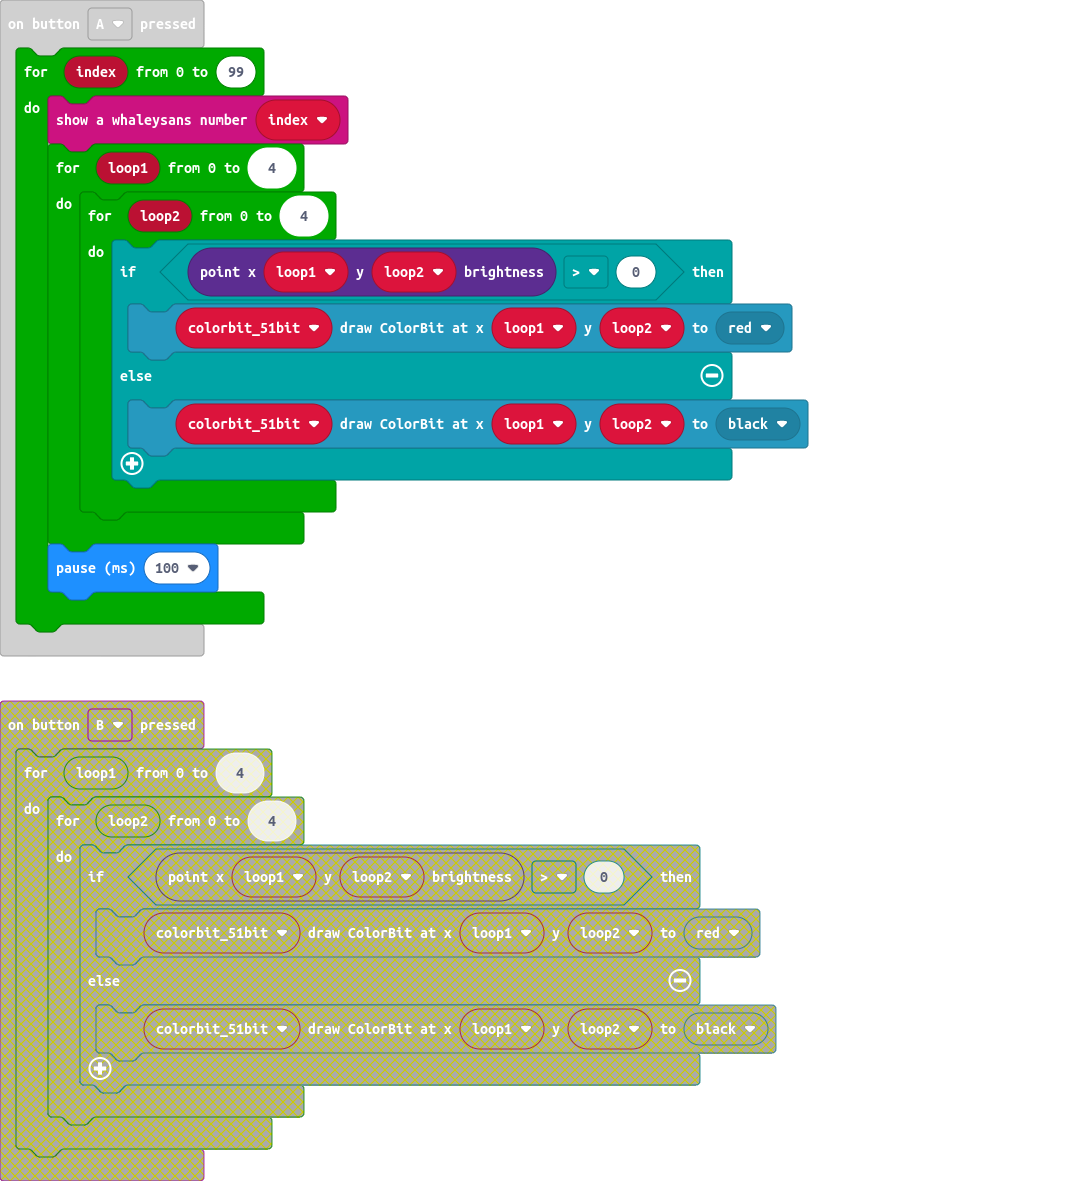 on button A pressed
for index from 0 to 99
do
show a whaleysans number index
for loop1 from 0 to 4
do
for loop2 from 0 to 4
do
if point x loop1 y loop2 brightness > 0 then
colorbit_51bit draw ColorBit at x loop1 y loop2 to red
else
colorbit_51bit draw ColorBit at x loop1 y loop2 to black
pause (ms) 100
on button B pressed
for loop1 from 0 to 4
do
for loop2 from 0 to 4
do
if point x loop1 y loop2 brightness > 0 then
colorbit_51bit draw ColorBit at x loop1 y loop2 to red
else
colorbit_51bit draw ColorBit at x loop1 y loop2 to black